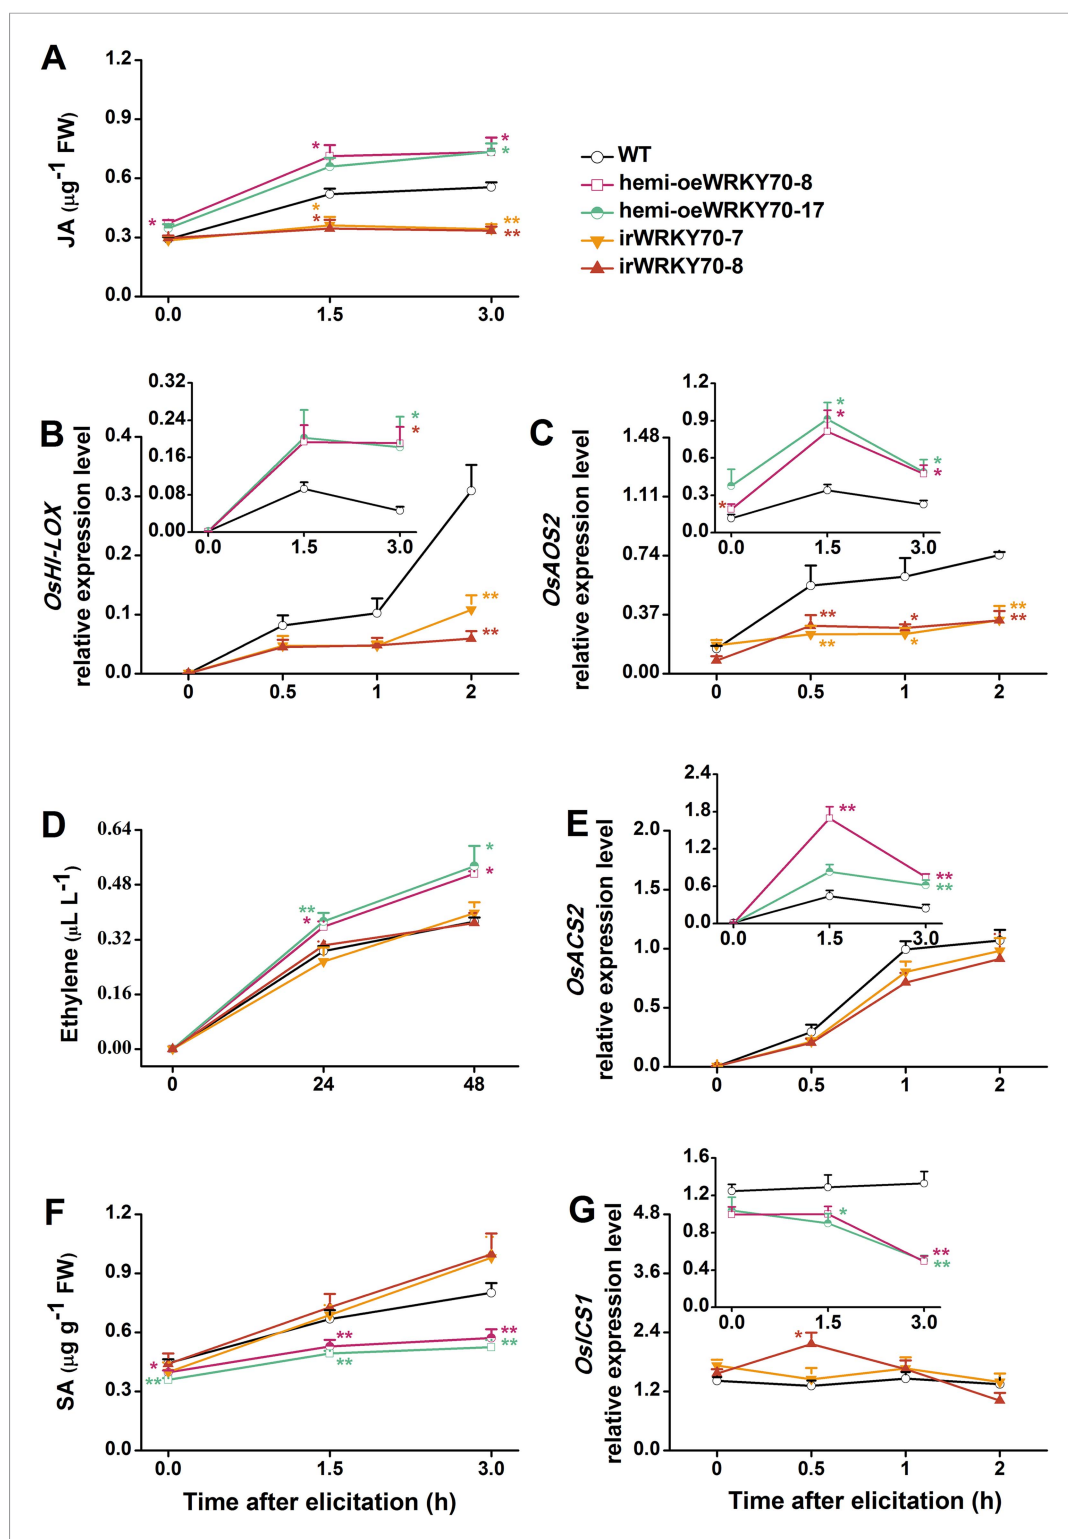 A
JA (µg⁻¹ FW)
1.2
0.9
0.6
0.3
0.0
* * * * * * ** **
0.0 1.5 3.0
WT
hemi-oeWRKY70-8
hemi-oeWRKY70-17
irWRKY70-7
irWRKY70-8
B
OsHI-LOX
relative expression level
0.4
0.3
0.2
0.1
0.0
0 0.5 1 2
** **
0.32
0.24
0.16
0.08
0.00
0.0 1.5 3.0
* *
C
OsAOS2
relative expression level
1.48
1.11
0.74
0.37
0.00
0 0.5 1 2
** ** * * ** **
1.2
0.9
0.6
0.3
0.0
0.0 1.5 3.0
* * * * *
D
Ethylene (µL L⁻¹)
0.64
0.48
0.32
0.16
0.00
0 24 48
** * * *
E
OsACS2
relative expression level
2.0
1.5
1.0
0.5
0.0
0 0.5 1 2
2.4
1.8
1.2
0.6
0.0
0.0 1.5 3.0
** ** **
F
SA (µg g⁻¹ FW)
1.2
0.9
0.6
0.3
0.0
* ** ** ** ** **
0.0 1.5 3.0
Time after elicitation (h)
G
OsICS1
relative expression level
4.8
3.6
2.4
1.2
0.0
0 0.5 1 2
*
1.6
1.2
0.8
0.4
0.0
0.0 1.5 3.0
* ** **
Time after elicitation (h)